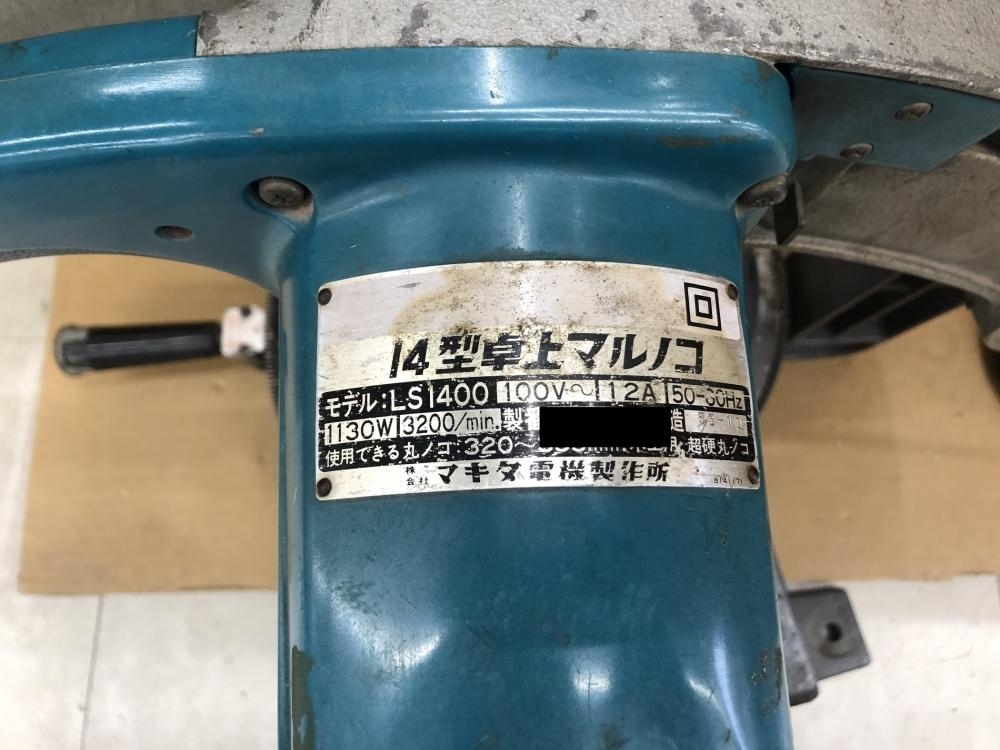 14型卓上マルノコ
モデル:LS1400 100V～ 12A 50-60Hz
1130W 3200/min. 製 造
使用できる丸ノコ:320～ 超硬丸ノコ
株式会社 マキタ電機製作所